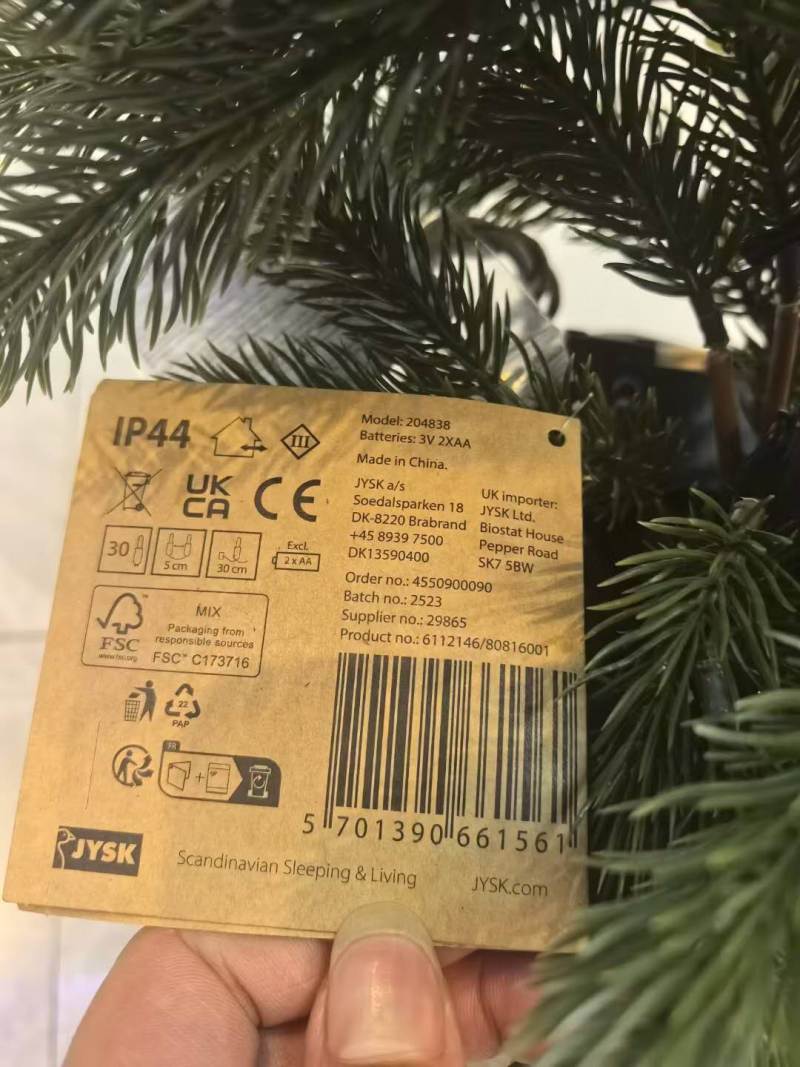 IP44
III
Model: 204838
Batteries: 3V 2XAA
Made in China.
UK
CA
CE
JYSK a/s
Soedalsparken 18
DK-8220 Brabrand
+45 8939 7500
DK13590400
UK importer:
JYSK Ltd.
Biostat House
Pepper Road
SK7 5BW
30
5 cm
30 cm
Excl.
2 x AA
Order no.: 4550900090
Batch no.: 2523
Supplier no.: 29865
Product no.: 6112146/80816001
FSC
www.fsc.org
MIX
Packaging from
responsible sources
FSC™ C173716
22
PAP
FR
+
5 701390 661561
JYSK
Scandinavian Sleeping & Living
JYSK.com